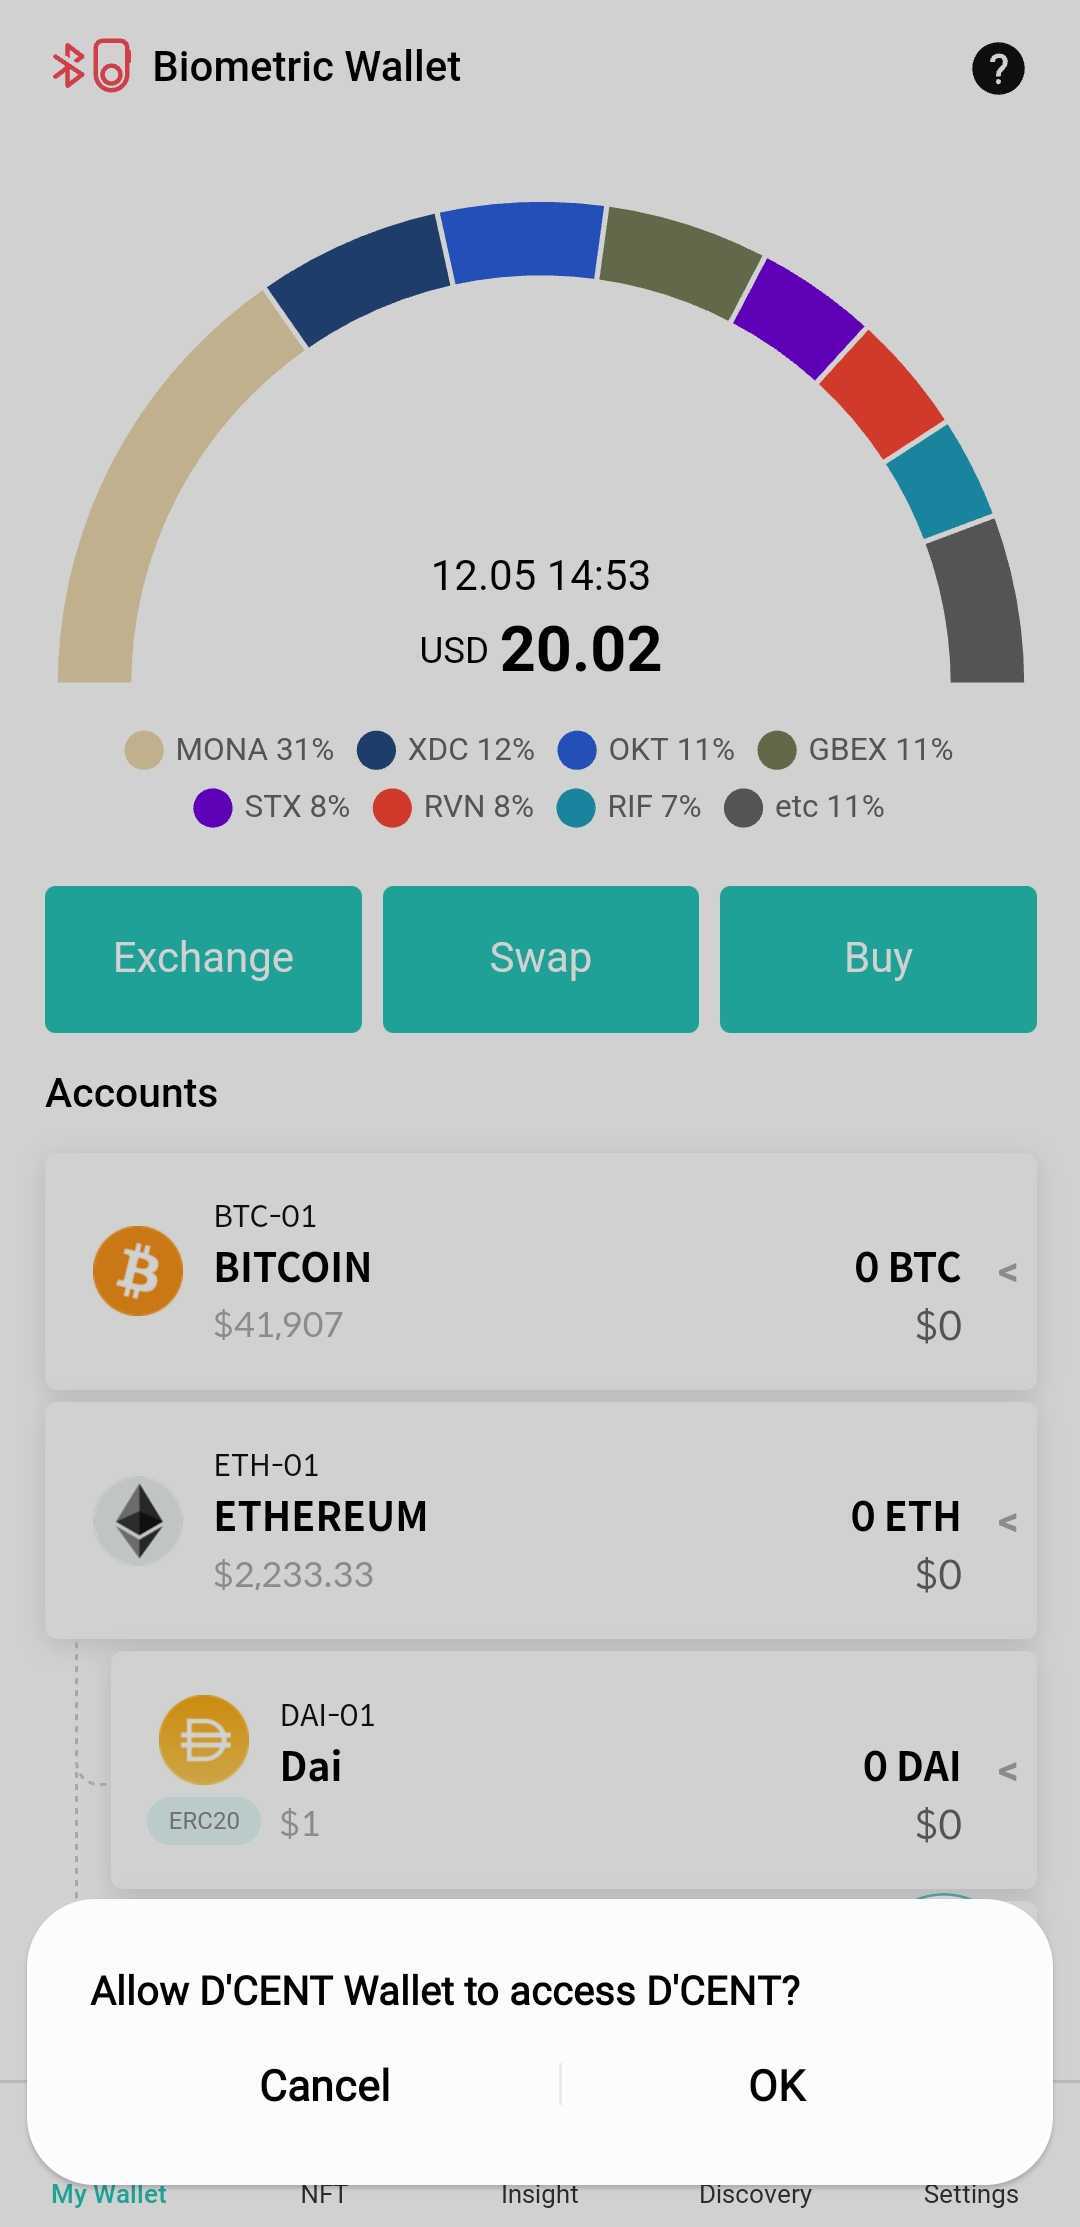 Biometric Wallet
?
12.05 14:53
USD 20.02
MONA 31% XDC 12% OKT 11% GBEX 11%
STX 8% RVN 8% RIF 7% etc 11%
Exchange Swap Buy
Accounts
BTC-01
BITCOIN 0 BTC <
$41,907 $0
ETH-01
ETHEREUM 0 ETH <
$2,233.33 $0
DAI-01
Dai 0 DAI <
ERC20 $1 $0
Allow D'CENT Wallet to access D'CENT?
Cancel OK
My Wallet NFT Insight Discovery Settings